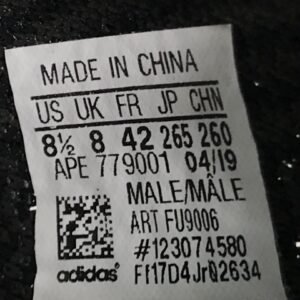 MADE IN CHINA
US UK FR JP CHN
8½ 8 42 265 260
APE 779001 04/19
MALE/MÂLE
ART FU9006
#123074580
adidas Ff17D4JrQ2634